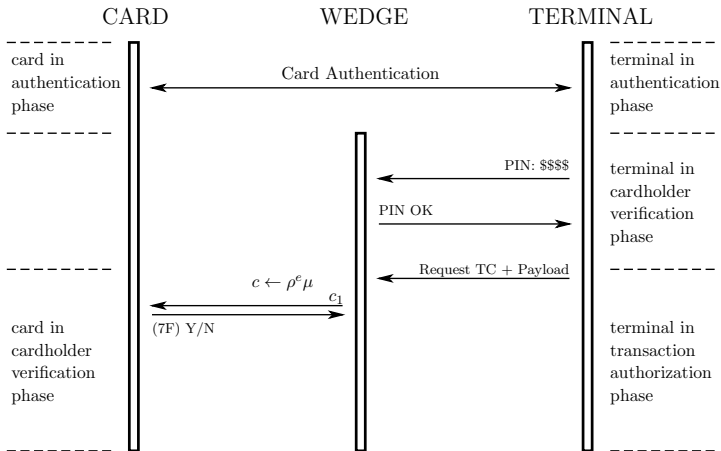 CARD
WEDGE
TERMINAL
card in
authentication
phase
Card Authentication
terminal in
authentication
phase
PIN: $$$$
PIN OK
terminal in
cardholder
verification
phase
Request TC + Payload
c ← ρ^e μ
c₁
(7F) Y/N
card in
cardholder
verification
phase
terminal in
transaction
authorization
phase